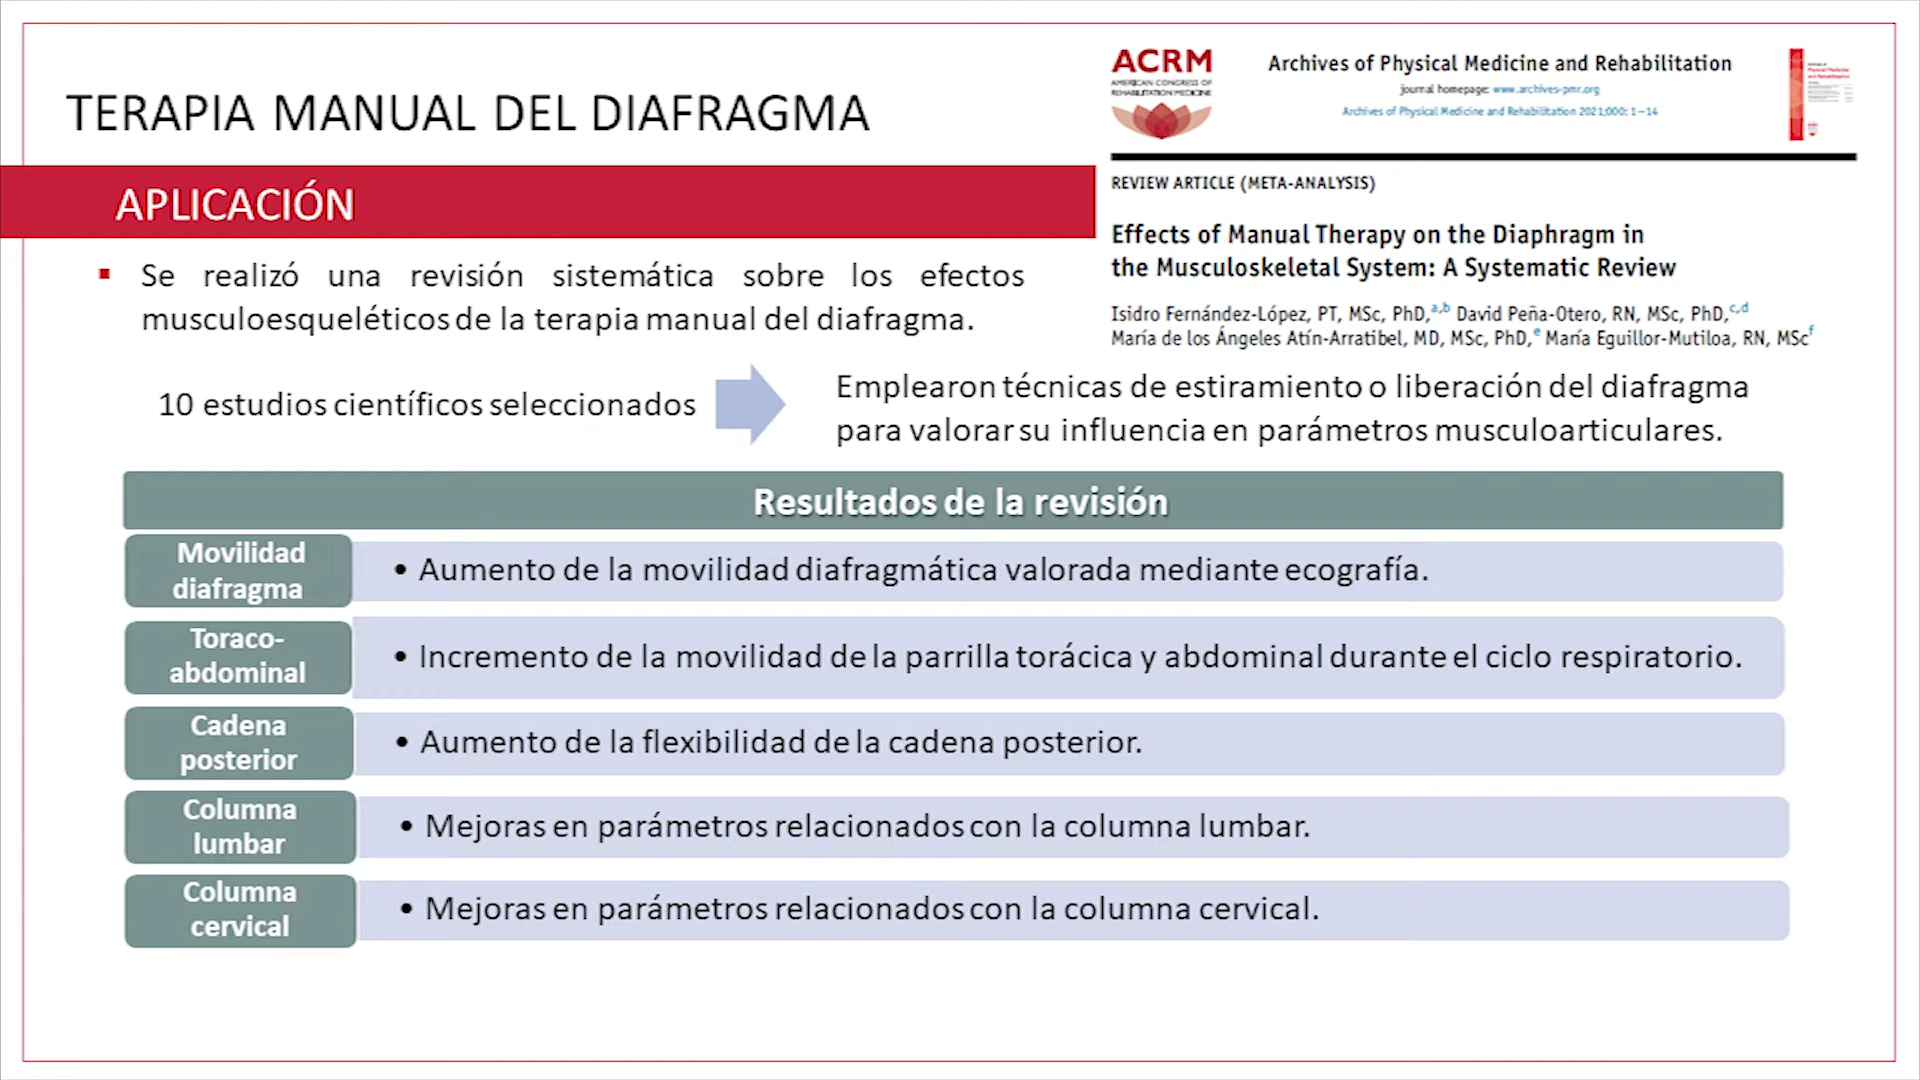 TERAPIA MANUAL DEL DIAFRAGMA
APLICACIÓN
ACRM
AMERICAN CONGRESS OF
REHABILITATION MEDICINE
Archives of Physical Medicine and Rehabilitation
journal homepage: www.archives-pmr.org
Archives of Physical Medicine and Rehabilitation 2021;000: 1−14
REVIEW ARTICLE (META-ANALYSIS)
Effects of Manual Therapy on the Diaphragm in
the Musculoskeletal System: A Systematic Review
Isidro Fernández-López, PT, MSc, PhD,a,b David Peña-Otero, RN, MSc, PhD,c,d
María de los Ángeles Atín-Arratibel, MD, MSc, PhD,e María Eguillor-Mutiloa, RN, MScf
▪ Se realizó una revisión sistemática sobre los efectos
musculoesqueléticos de la terapia manual del diafragma.
10 estudios científicos seleccionados
Emplearon técnicas de estiramiento o liberación del diafragma
para valorar su influencia en parámetros musculoarticulares.
Resultados de la revisión
Movilidad
diafragma
• Aumento de la movilidad diafragmática valorada mediante ecografía.
Toraco-
abdominal
• Incremento de la movilidad de la parrilla torácica y abdominal durante el ciclo respiratorio.
Cadena
posterior
• Aumento de la flexibilidad de la cadena posterior.
Columna
lumbar
• Mejoras en parámetros relacionados con la columna lumbar.
Columna
cervical
• Mejoras en parámetros relacionados con la columna cervical.